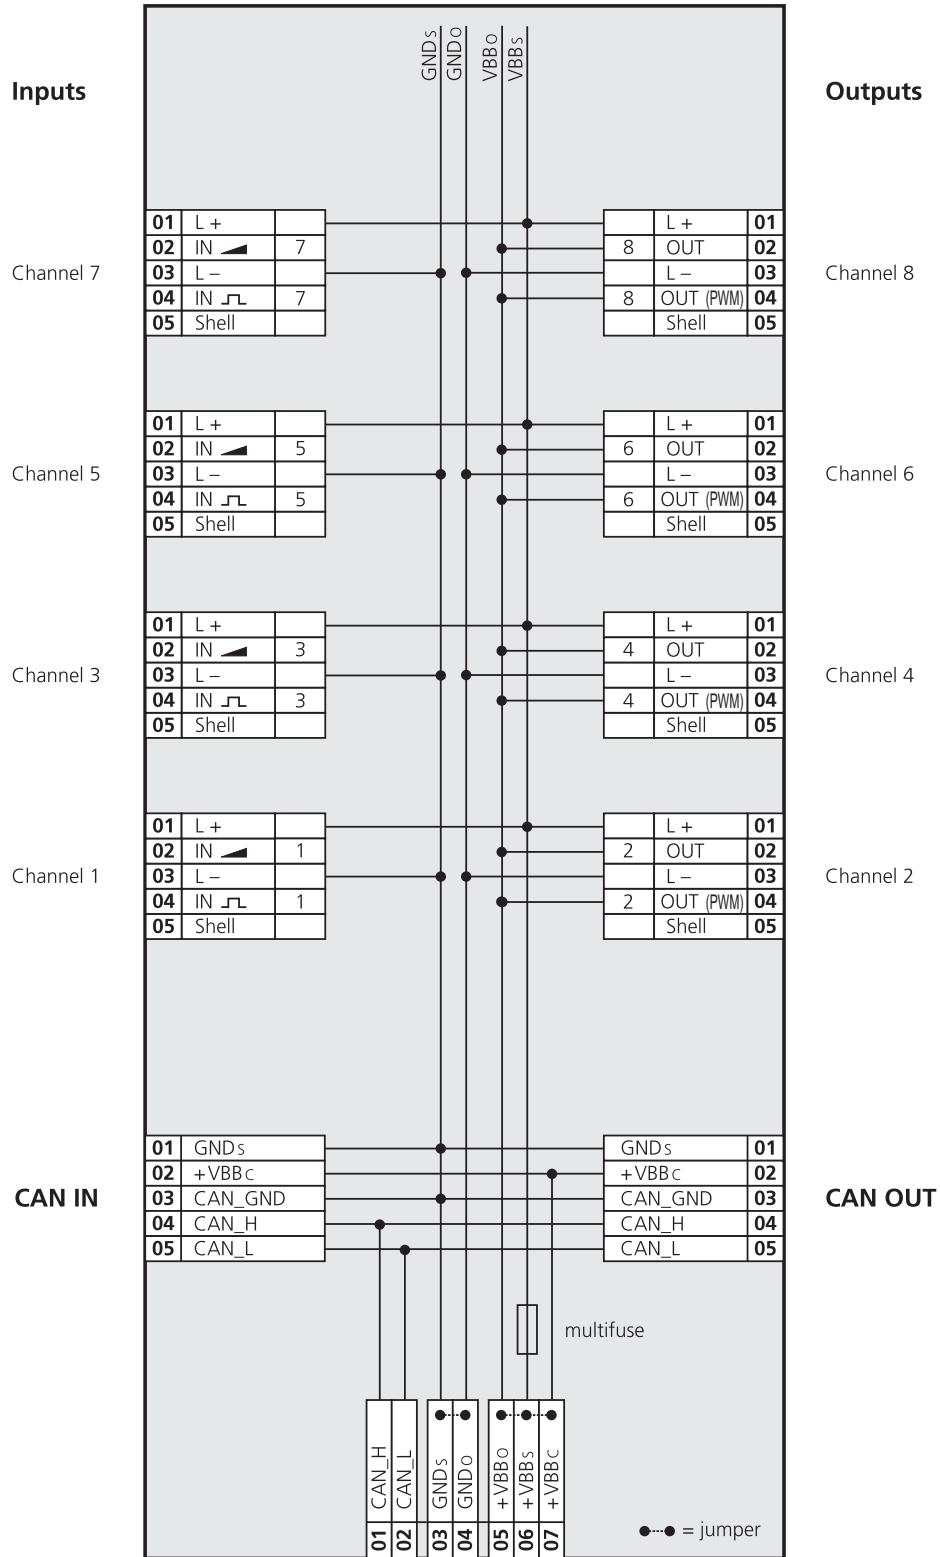 GNDS
GNDO
VBBO
VBBS
Inputs
Outputs
01 L + L + 01
02 IN 7 8 OUT 02
Channel 7 03 L – L – 03 Channel 8
04 IN 7 8 OUT (PWM) 04
05 Shell Shell 05
01 L + L + 01
02 IN 5 6 OUT 02
Channel 5 03 L – L – 03 Channel 6
04 IN 5 6 OUT (PWM) 04
05 Shell Shell 05
01 L + L + 01
02 IN 3 4 OUT 02
Channel 3 03 L – L – 03 Channel 4
04 IN 3 4 OUT (PWM) 04
05 Shell Shell 05
01 L + L + 01
02 IN 1 2 OUT 02
Channel 1 03 L – L – 03 Channel 2
04 IN 1 2 OUT (PWM) 04
05 Shell Shell 05
01 GNDS GNDS 01
02 +VBBC +VBBC 02
CAN IN 03 CAN_GND CAN_GND 03 CAN OUT
04 CAN_H CAN_H 04
05 CAN_L CAN_L 05
multifuse
01 CAN_H
02 CAN_L
03 GNDS
04 GNDO
05 +VBBO
06 +VBBS
07 +VBBC
= jumper